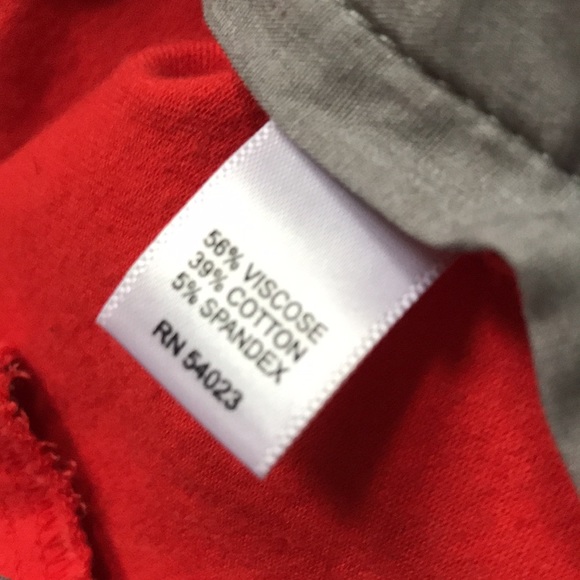 56% VISCOSE
39% COTTON
5% SPANDEX
RN 54023